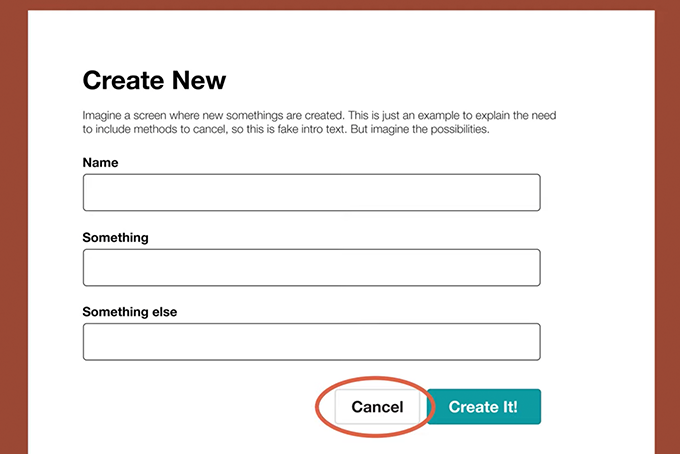 Create New
Imagine a screen where new somethings are created. This is just an example to explain the need
to include methods to cancel, so this is fake intro text. But imagine the possibilities.
Name
Something
Something else
Cancel
Create It!